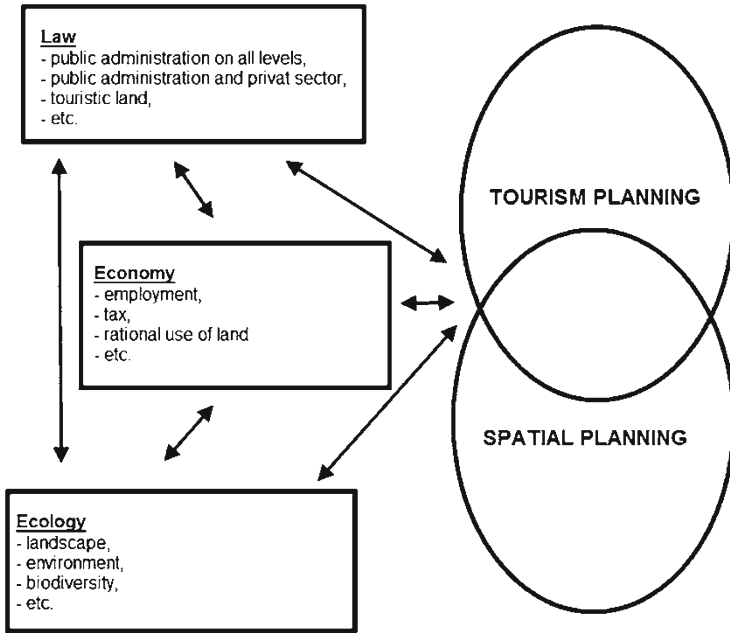 Law
- public administration on all levels,
- public administration and privat sector,
- touristic land,
- etc.
TOURISM PLANNING
Economy
- employment,
- tax,
- rational use of land
- etc.
SPATIAL PLANNING
Ecology
- landscape,
- environment,
- biodiversity,
- etc.